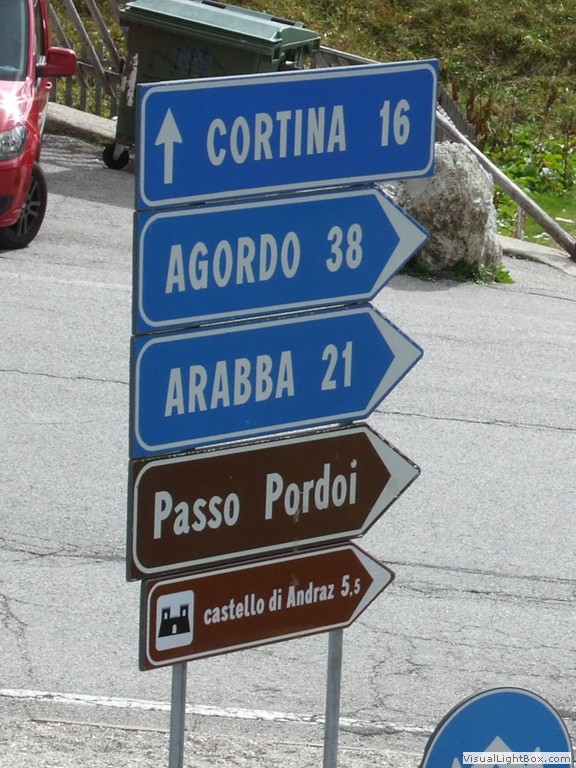 CORTINA 16
AGORDO 38
ARABBA 21
Passo Pordoi
castello di Andraz 5,5
VisualLightBox.com